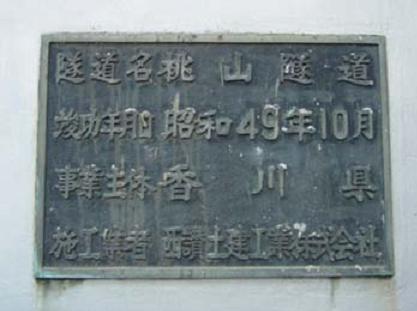 隧道名 桃山隧道
竣功年月日 昭和49年10月
事業主体 香川県
施工業者 西讃土建工業株式会社